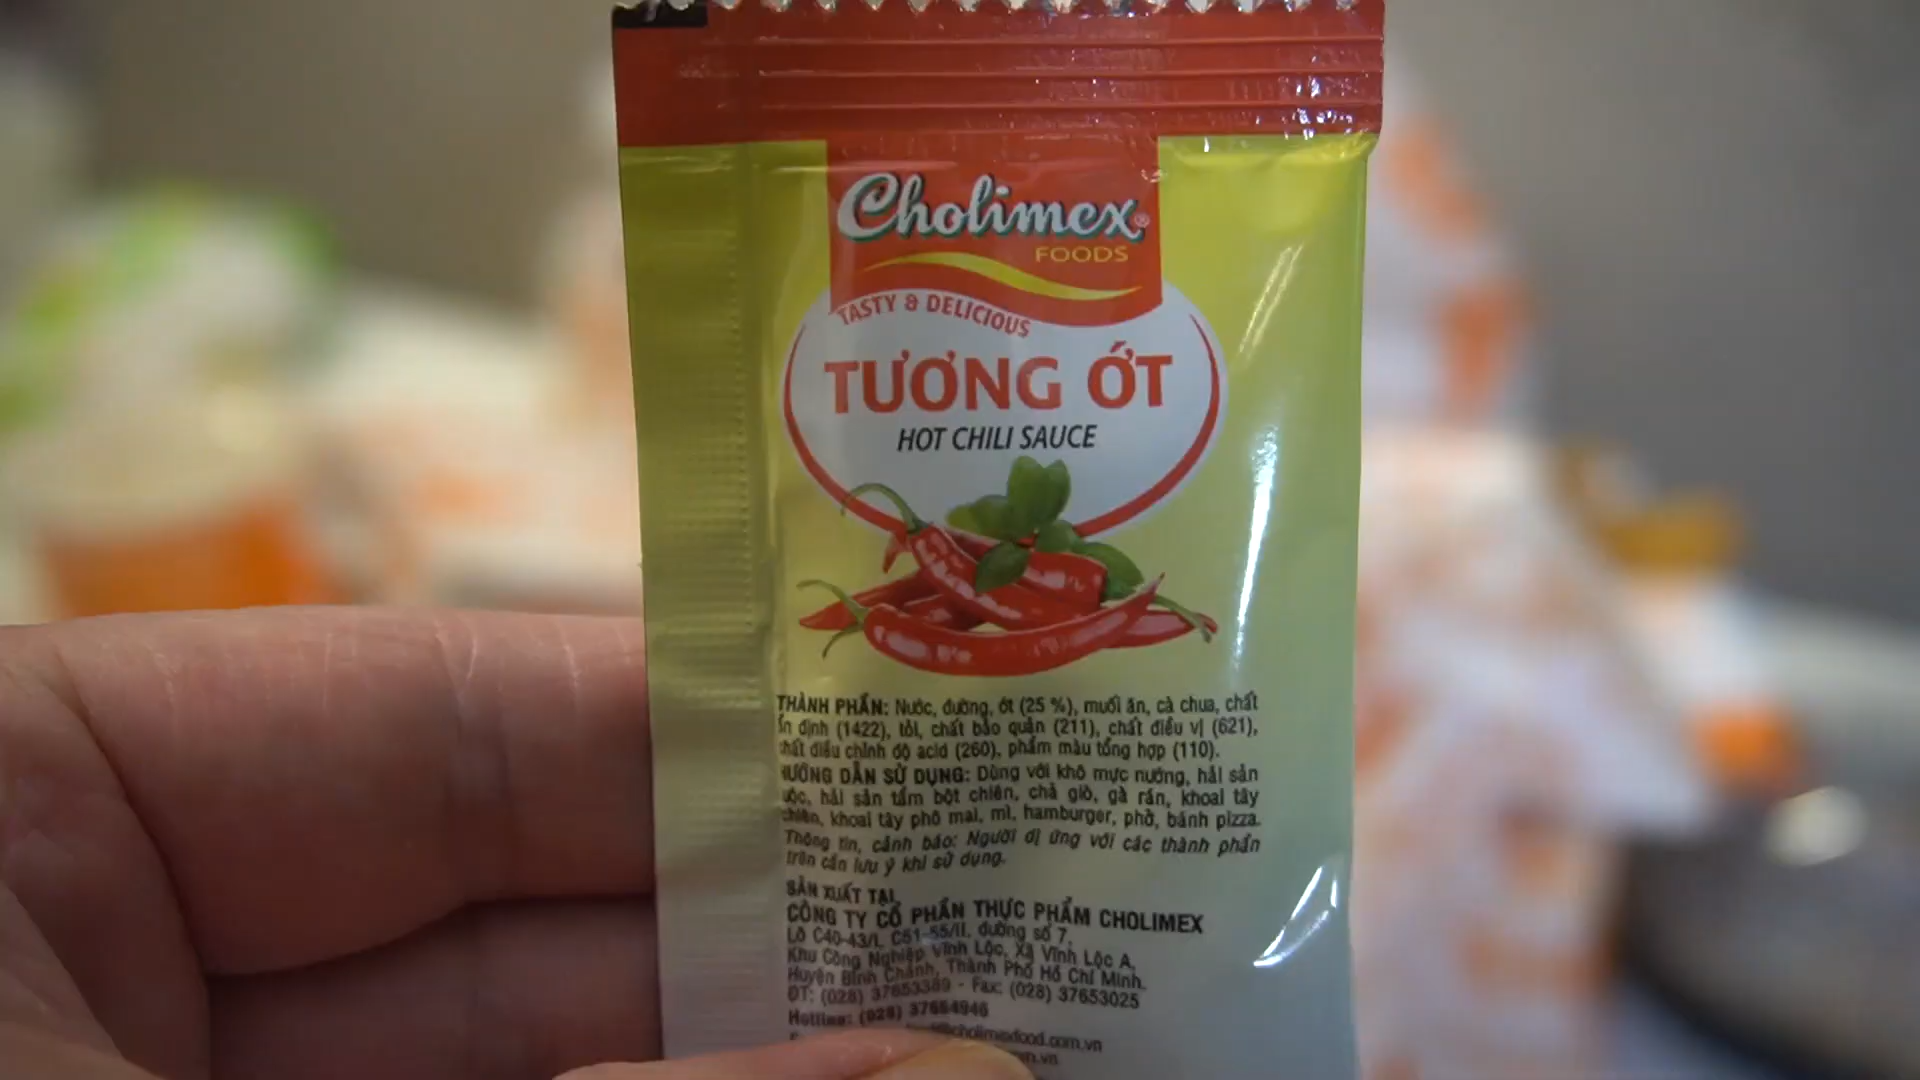 Cholimex®
FOODS
TASTY & DELICIOUS
TƯƠNG ỚT
HOT CHILI SAUCE
THÀNH PHẦN: Nước, đường, ớt (25 %), muối ăn, cà chua, chất
ổn định (1422), tỏi, chất bảo quản (211), chất điều vị (621),
chất điều chỉnh độ acid (260), phẩm màu tổng hợp (110).
HƯỚNG DẪN SỬ DỤNG: Dùng với khô mực nướng, hải sản
luộc, hải sản tẩm bột chiên, chả giò, gà rán, khoai tây
chiên, khoai tây phô mai, mì, hamburger, phở, bánh pizza.
Thông tin, cảnh báo: Người dị ứng với các thành phần
trên cần lưu ý khi sử dụng.
SẢN XUẤT TẠI
CÔNG TY CỔ PHẦN THỰC PHẨM CHOLIMEX
Lô C40-43/I, C51-55/II, đường số 7,
Khu Công Nghiệp Vĩnh Lộc, Xã Vĩnh Lộc A,
Huyện Bình Chánh, Thành Phố Hồ Chí Minh.
ĐT: (028) 37653389 - Fax: (028) 37653025
Hotline: (028) 37654946
@cholimexfood.com.vn